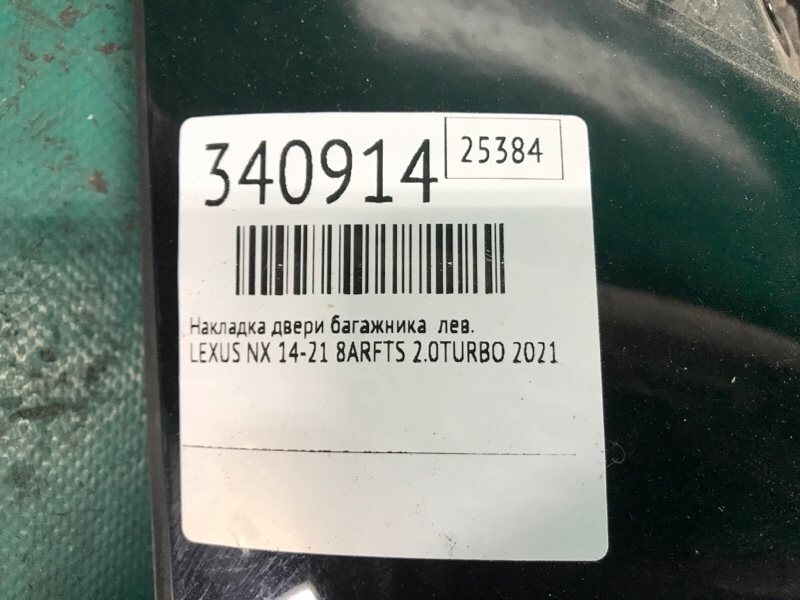 340914
25384
Накладка двери багажника лев.
LEXUS NX 14-21 8ARFTS 2.0TURBO 2021